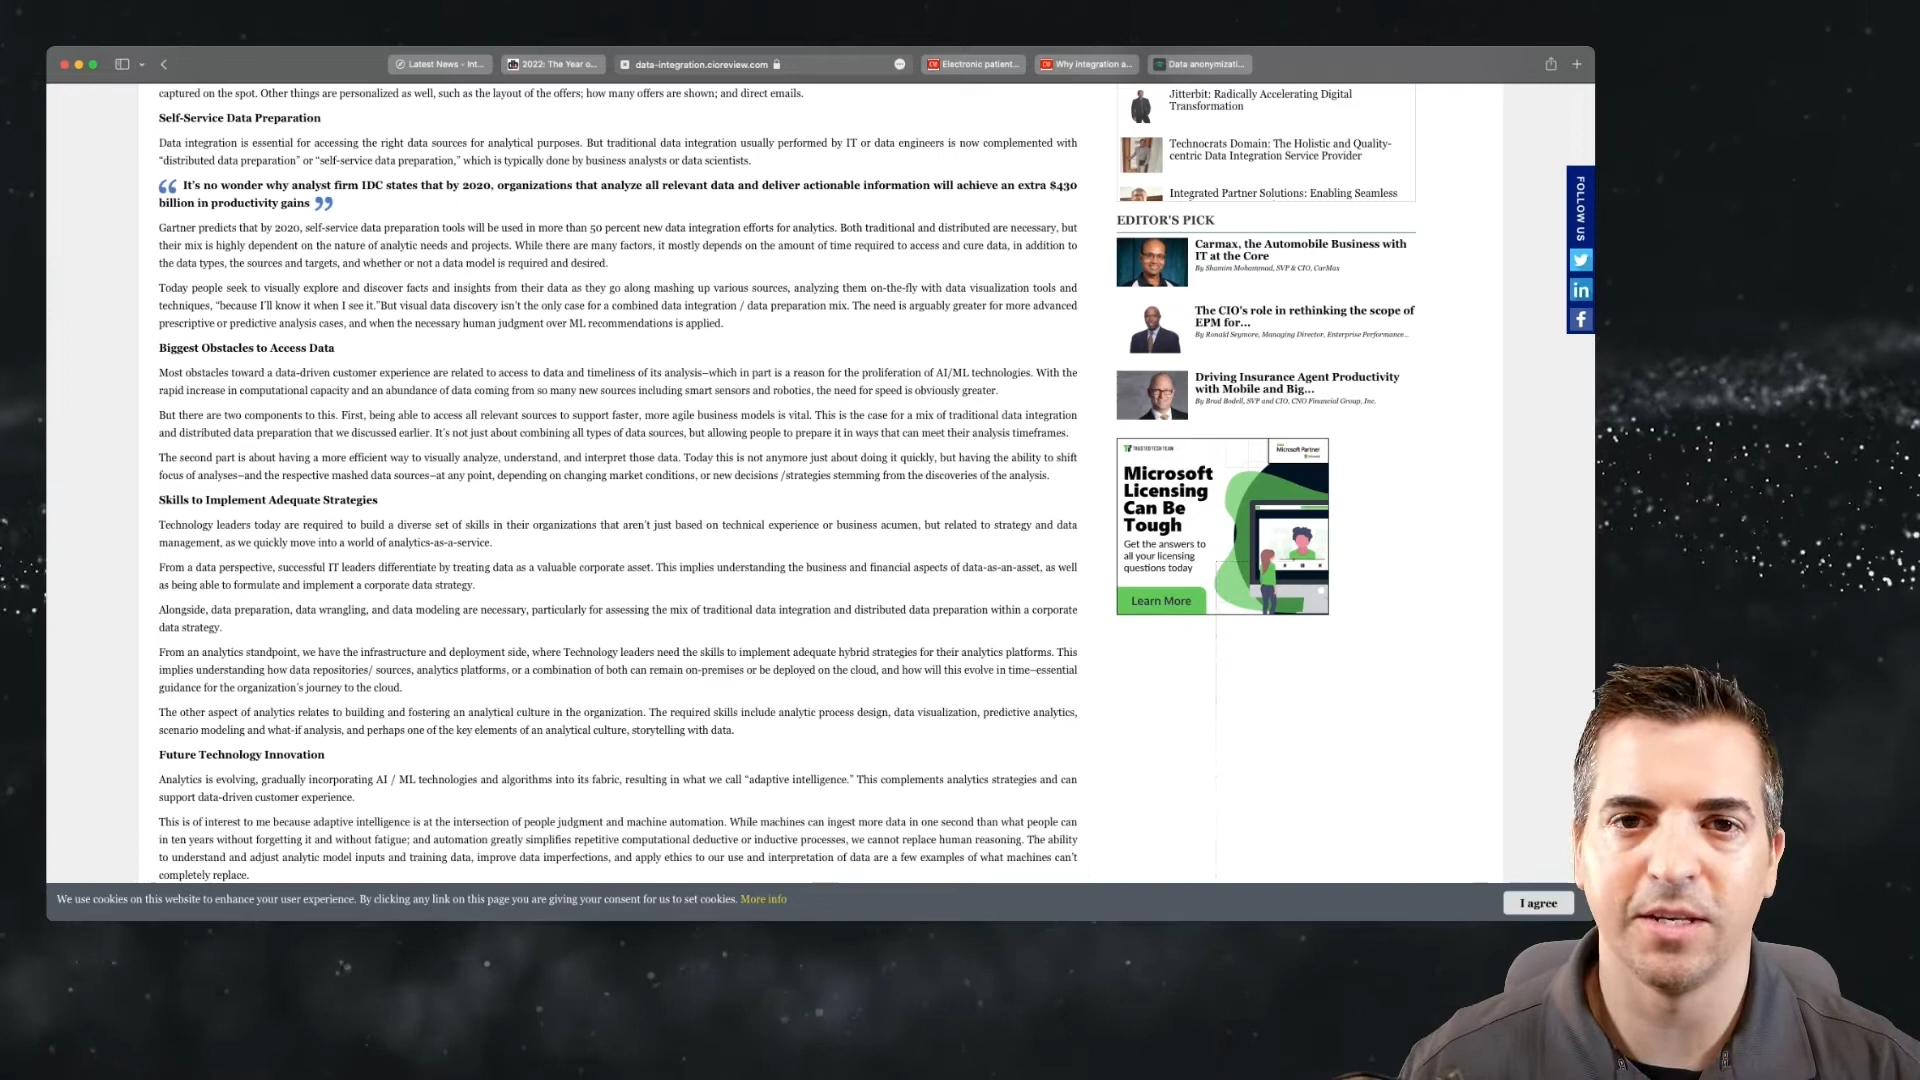 Latest News - Int...
2022: The Year o...
data-integration.cioreview.com
Electronic patient...
Why integration a...
Data anonymizati...
captured on the spot. Other things are personalized as well, such as the layout of the offers; how many offers are shown; and direct emails.
Self-Service Data Preparation
Data integration is essential for accessing the right data sources for analytical purposes. But traditional data integration usually performed by IT or data engineers is now complemented with
“distributed data preparation” or “self-service data preparation,” which is typically done by business analysts or data scientists.
“ It’s no wonder why analyst firm IDC states that by 2020, organizations that analyze all relevant data and deliver actionable information will achieve an extra $430
billion in productivity gains ”
Gartner predicts that by 2020, self-service data preparation tools will be used in more than 50 percent new data integration efforts for analytics. Both traditional and distributed are necessary, but
their mix is highly dependent on the nature of analytic needs and projects. While there are many factors, it mostly depends on the amount of time required to access and cure data, in addition to
the data types, the sources and targets, and whether or not a data model is required and desired.
Today people seek to visually explore and discover facts and insights from their data as they go along mashing up various sources, analyzing them on-the-fly with data visualization tools and
techniques, “because I’ll know it when I see it.”But visual data discovery isn’t the only case for a combined data integration / data preparation mix. The need is arguably greater for more advanced
prescriptive or predictive analysis cases, and when the necessary human judgment over ML recommendations is applied.
Biggest Obstacles to Access Data
Most obstacles toward a data-driven customer experience are related to access to data and timeliness of its analysis–which in part is a reason for the proliferation of AI/ML technologies. With the
rapid increase in computational capacity and an abundance of data coming from so many new sources including smart sensors and robotics, the need for speed is obviously greater.
But there are two components to this. First, being able to access all relevant sources to support faster, more agile business models is vital. This is the case for a mix of traditional data integration
and distributed data preparation that we discussed earlier. It’s not just about combining all types of data sources, but allowing people to prepare it in ways that can meet their analysis timeframes.
The second part is about having a more efficient way to visually analyze, understand, and interpret those data. Today this is not anymore just about doing it quickly, but having the ability to shift
focus of analyses–and the respective mashed data sources–at any point, depending on changing market conditions, or new decisions /strategies stemming from the discoveries of the analysis.
Skills to Implement Adequate Strategies
Technology leaders today are required to build a diverse set of skills in their organizations that aren’t just based on technical experience or business acumen, but related to strategy and data
management, as we quickly move into a world of analytics-as-a-service.
From a data perspective, successful IT leaders differentiate by treating data as a valuable corporate asset. This implies understanding the business and financial aspects of data-as-an-asset, as well
as being able to formulate and implement a corporate data strategy.
Alongside, data preparation, data wrangling, and data modeling are necessary, particularly for assessing the mix of traditional data integration and distributed data preparation within a corporate
data strategy.
From an analytics standpoint, we have the infrastructure and deployment side, where Technology leaders need the skills to implement adequate hybrid strategies for their analytics platforms. This
implies understanding how data repositories/ sources, analytics platforms, or a combination of both can remain on-premises or be deployed on the cloud, and how will this evolve in time–essential
guidance for the organization’s journey to the cloud.
The other aspect of analytics relates to building and fostering an analytical culture in the organization. The required skills include analytic process design, data visualization, predictive analytics,
scenario modeling and what-if analysis, and perhaps one of the key elements of an analytical culture, storytelling with data.
Future Technology Innovation
Analytics is evolving, gradually incorporating AI / ML technologies and algorithms into its fabric, resulting in what we call “adaptive intelligence.” This complements analytics strategies and can
support data-driven customer experience.
This is of interest to me because adaptive intelligence is at the intersection of people judgment and machine automation. While machines can ingest more data in one second than what people can
in ten years without forgetting it and without fatigue; and automation greatly simplifies repetitive computational deductive or inductive processes, we cannot replace human reasoning. The ability
to understand and adjust analytic model inputs and training data, improve data imperfections, and apply ethics to our use and interpretation of data are a few examples of what machines can’t
completely replace.
Jitterbit: Radically Accelerating Digital
Transformation
Technocrats Domain: The Holistic and Quality-
centric Data Integration Service Provider
Integrated Partner Solutions: Enabling Seamless
EDITOR'S PICK
Carmax, the Automobile Business with
IT at the Core
By Shamim Mohammad, SVP & CIO, CarMax
The CIO's role in rethinking the scope of
EPM for...
By Ronald Seymore, Managing Director, Enterprise Performance...
Driving Insurance Agent Productivity
with Mobile and Big...
By Brad Bodell, SVP and CIO, CNO Financial Group, Inc.
TRUSTED TECH TEAM
Microsoft Partner
Microsoft
Licensing
Can Be
Tough
Get the answers to
all your licensing
questions today
Learn More
FOLLOW US
in
f
We use cookies on this website to enhance your user experience. By clicking any link on this page you are giving your consent for us to set cookies. More info
I agree